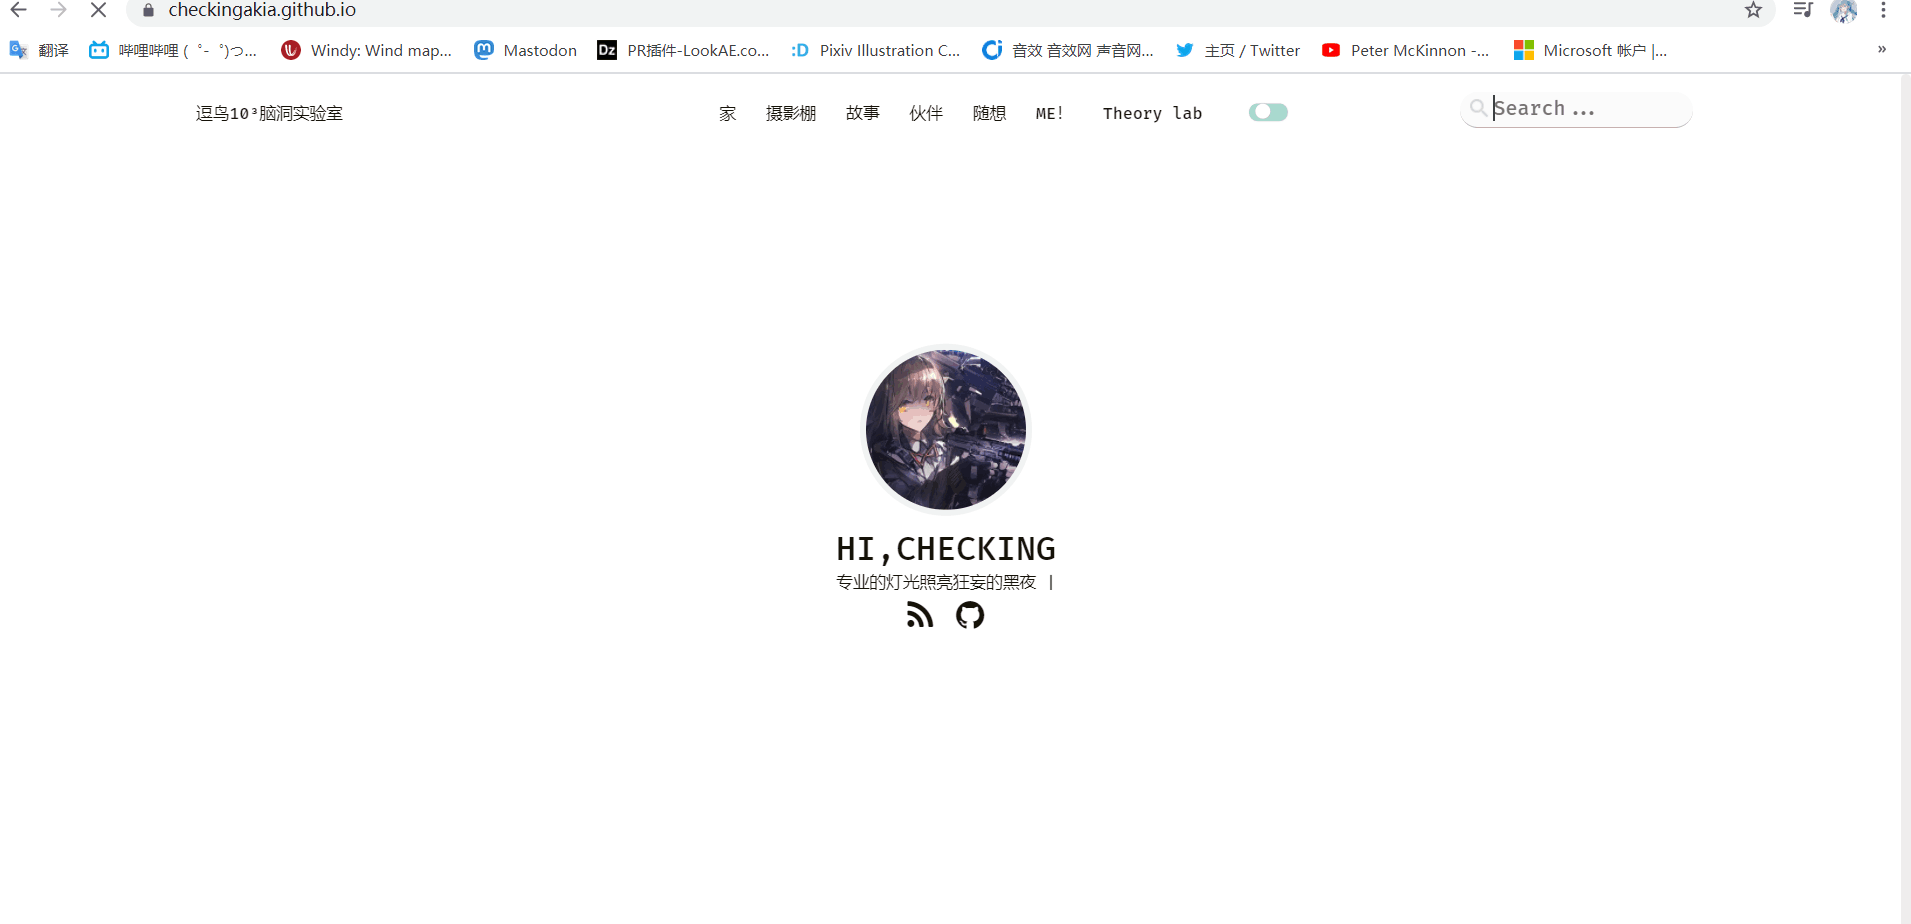 checkingakia.github.io
翻译 哔哩哔哩 (゜-゜)つ... Windy: Wind map... Mastodon Dz PR插件-LookAE.co... :D Pixiv Illustration C... 音效 音效网 声音网... 主页 / Twitter Peter McKinnon -... Microsoft 帐户 |... »
逗鸟10³脑洞实验室 家 摄影棚 故事 伙伴 随想 ME! Theory lab Search ...
HI,CHECKING
专业的灯光照亮狂妄的黑夜 |